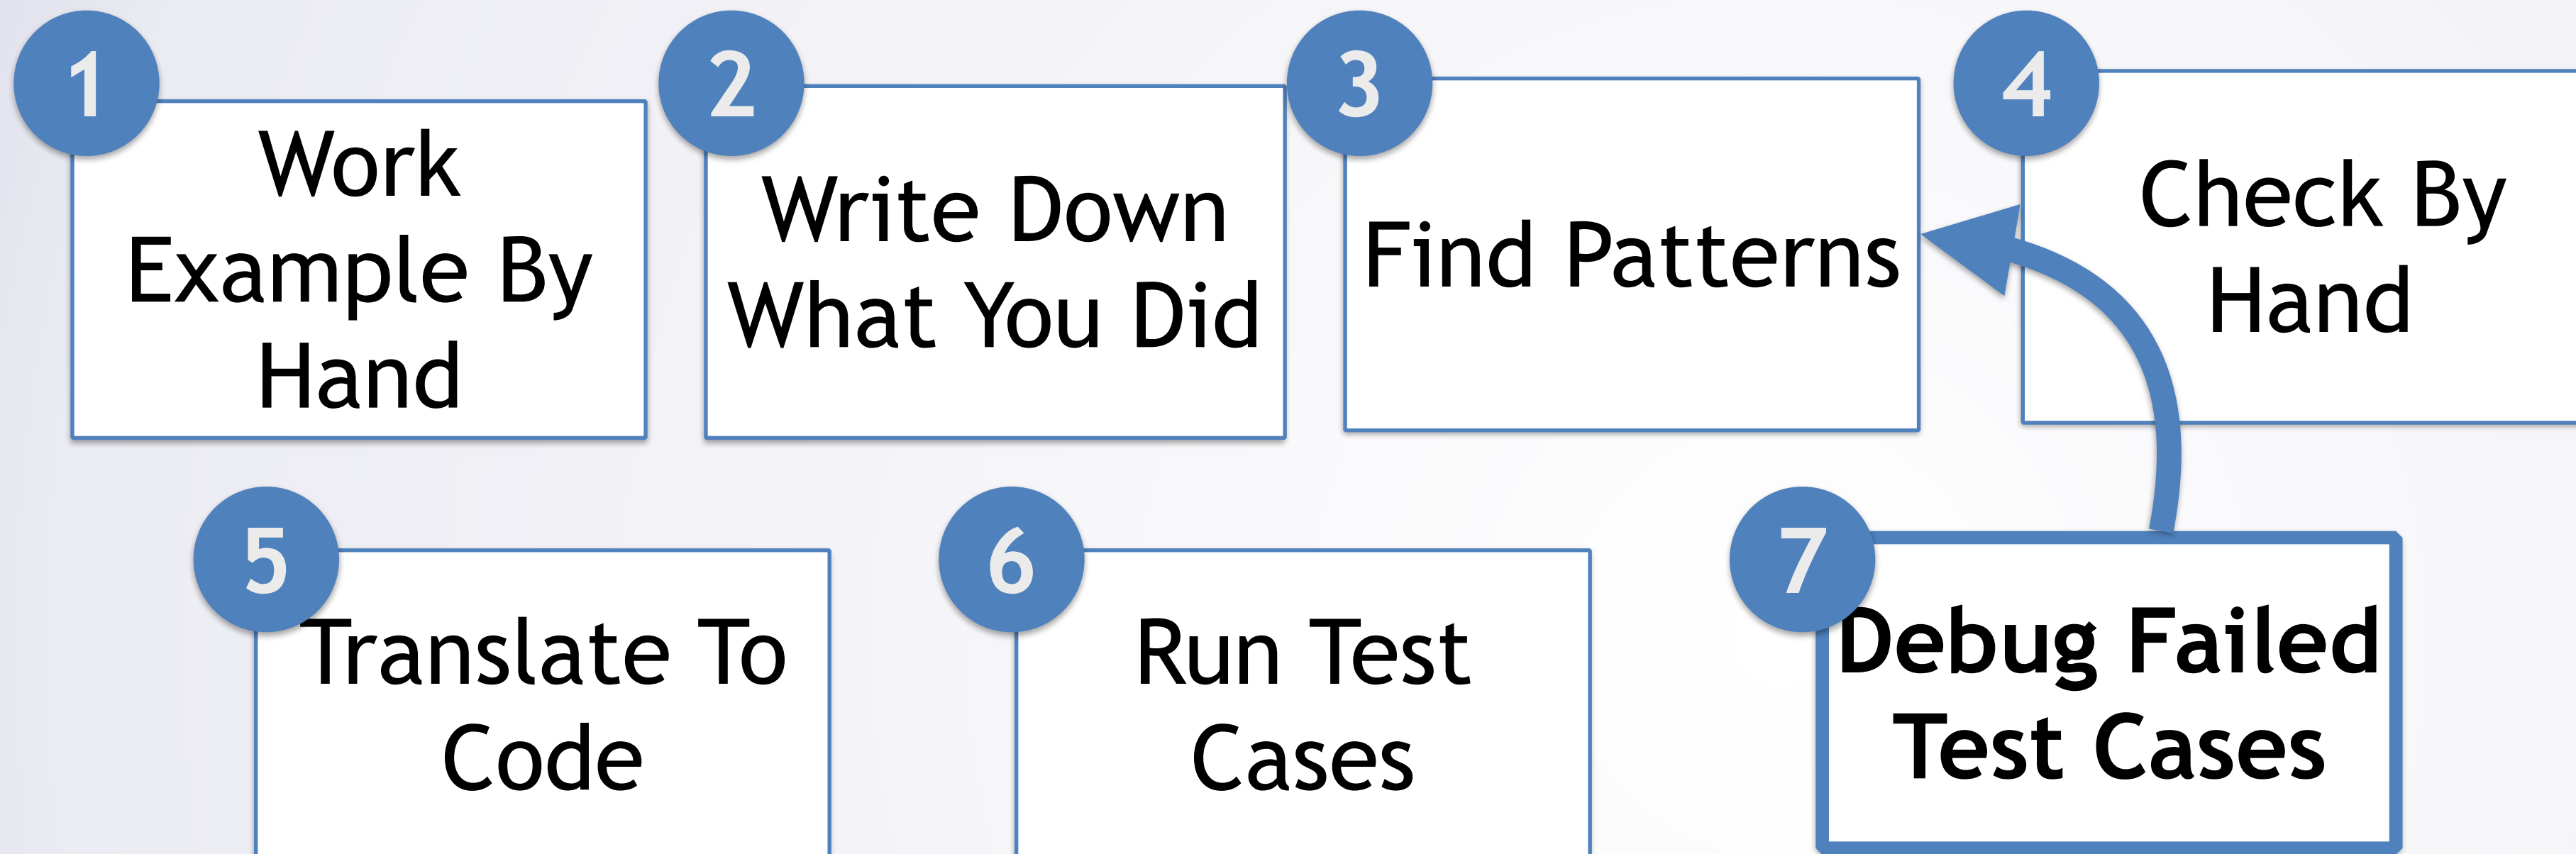 1
Work
Example By
Hand
2
Write Down
What You Did
3
Find Patterns
4
Check By
Hand
5
Translate To
Code
6
Run Test
Cases
7
Debug Failed
Test Cases